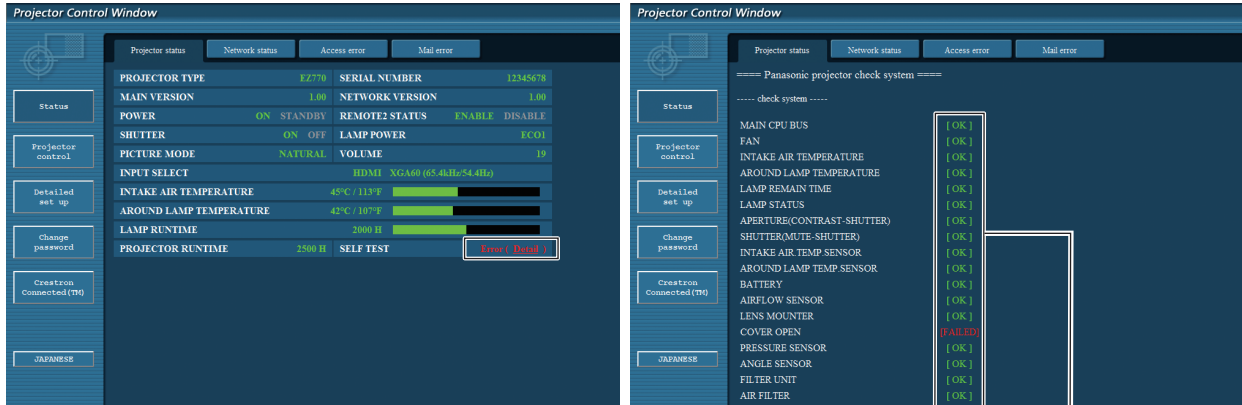 Projector Control Window
Projector status Network status Access error Mail error
Status
Projector control
Detailed set up
Change password
Crestron Connected(TM)
JAPANESE
PROJECTOR TYPE EZ770 SERIAL NUMBER 12345678
MAIN VERSION 1.00 NETWORK VERSION 1.00
POWER ON STANDBY REMOTE2 STATUS ENABLE DISABLE
SHUTTER ON OFF LAMP POWER ECO1
PICTURE MODE NATURAL VOLUME 19
INPUT SELECT HDMI XGA60 (65.4kHz/54.4Hz)
INTAKE AIR TEMPERATURE 45°C / 113°F
AROUND LAMP TEMPERATURE 42°C / 107°F
LAMP RUNTIME 2000 H
PROJECTOR RUNTIME 2500 H SELF TEST Error ( Detail )
Projector Control Window
Projector status Network status Access error Mail error
Status
Projector control
Detailed set up
Change password
Crestron Connected(TM)
JAPANESE
==== Panasonic projector check system ====
----- check system -----
MAIN CPU BUS [ OK ]
FAN [ OK ]
INTAKE AIR TEMPERATURE [ OK ]
AROUND LAMP TEMPERATURE [ OK ]
LAMP REMAIN TIME [ OK ]
LAMP STATUS [ OK ]
APERTURE(CONTRAST-SHUTTER) [ OK ]
SHUTTER(MUTE-SHUTTER) [ OK ]
INTAKE AIR.TEMP.SENSOR [ OK ]
AROUND LAMP TEMP.SENSOR [ OK ]
BATTERY [ OK ]
AIRFLOW SENSOR [ OK ]
LENS MOUNTER [ OK ]
COVER OPEN [FAILED]
PRESSURE SENSOR [ OK ]
ANGLE SENSOR [ OK ]
FILTER UNIT [ OK ]
AIR FILTER [ OK ]